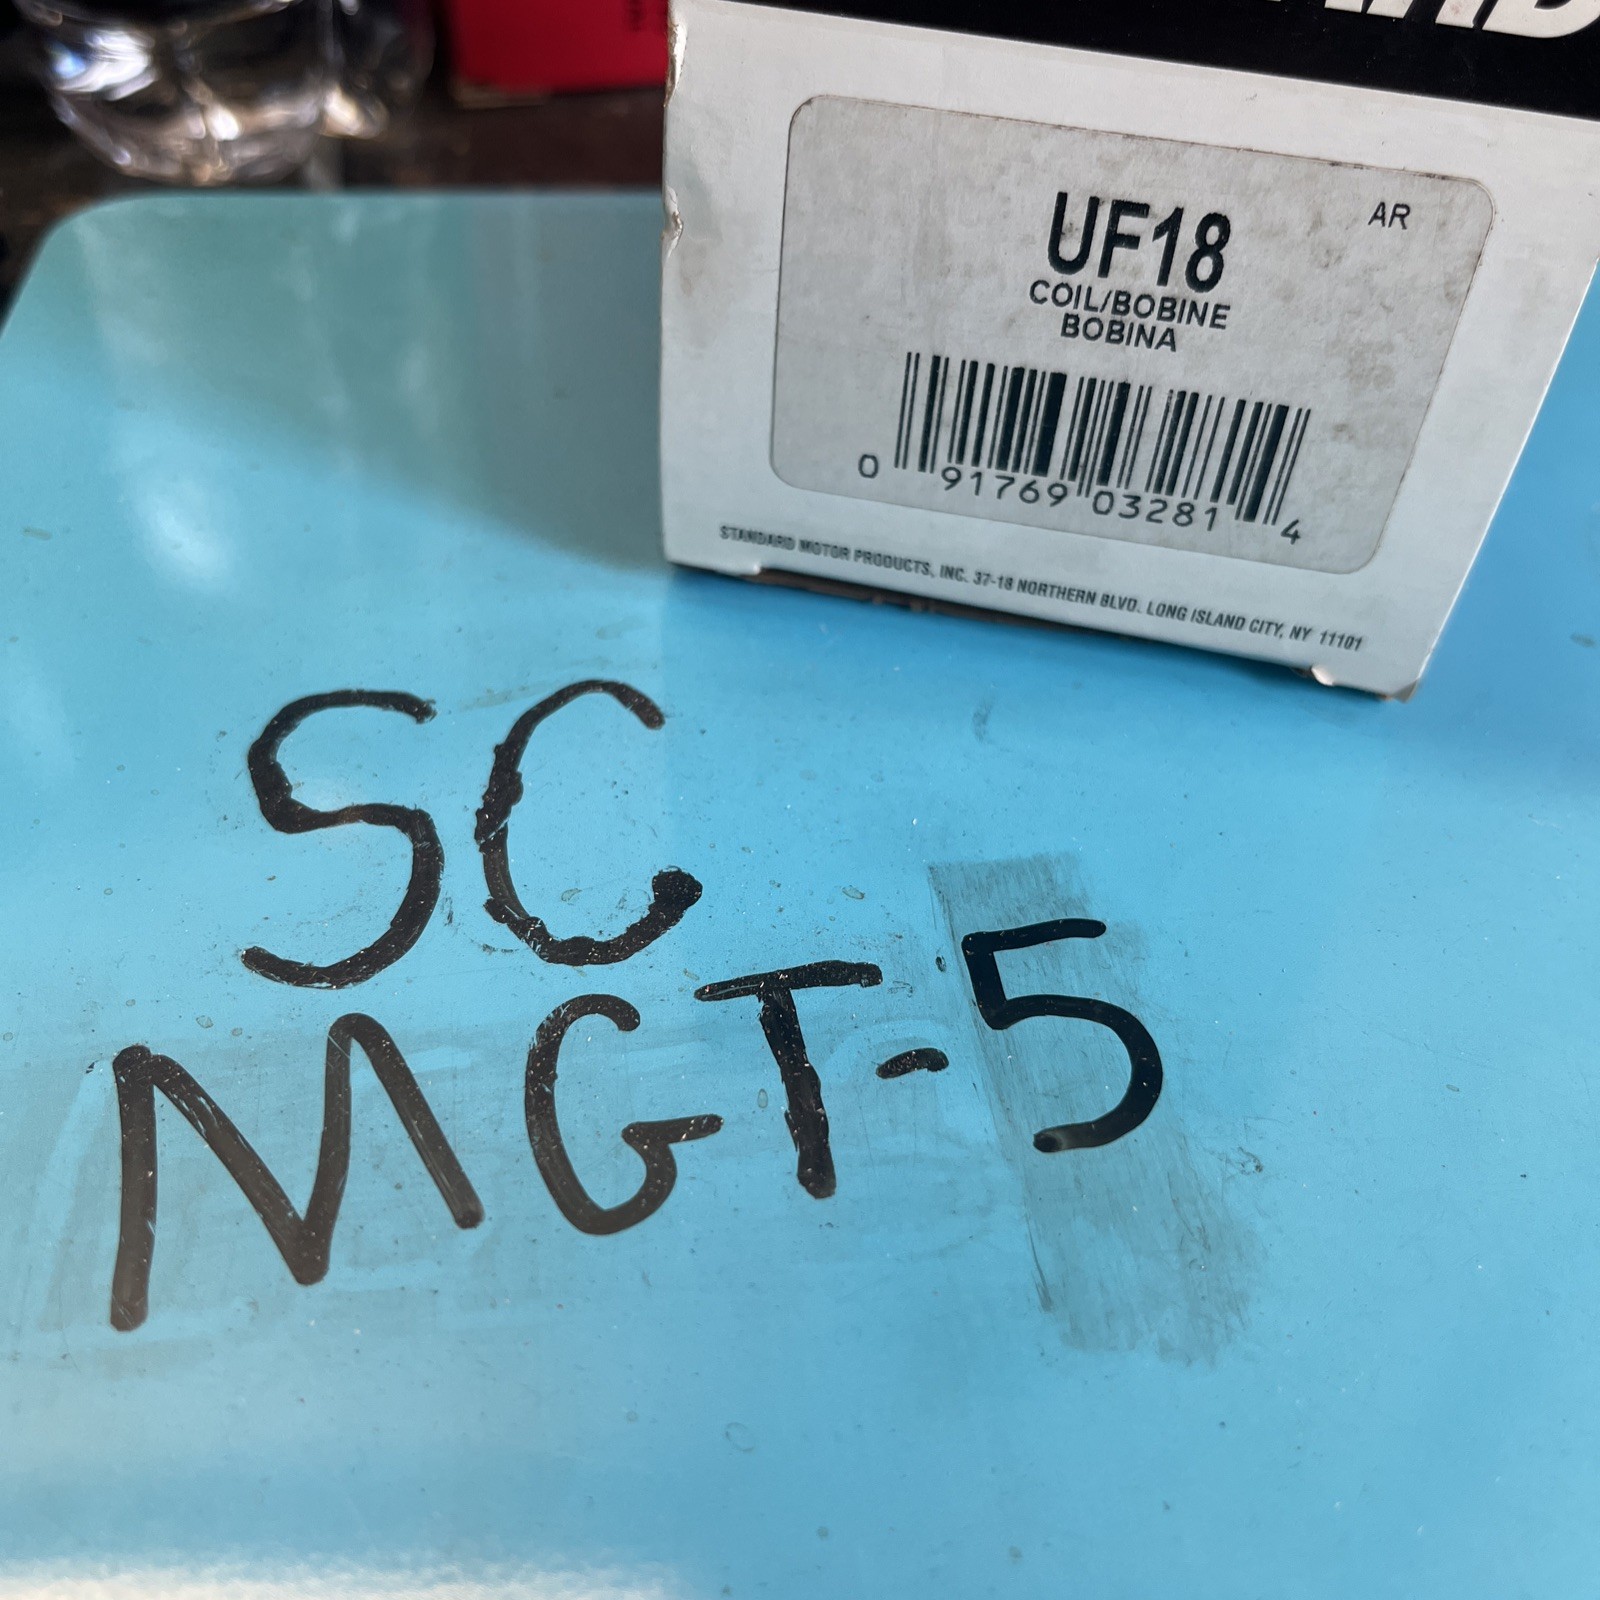 UF18
AR
COIL/BOBINE
BOBINA
0 91769 03281 4
STANDARD MOTOR PRODUCTS, INC. 37-18 NORTHERN BLVD. LONG ISLAND CITY, NY 11101
SC
MGT-5